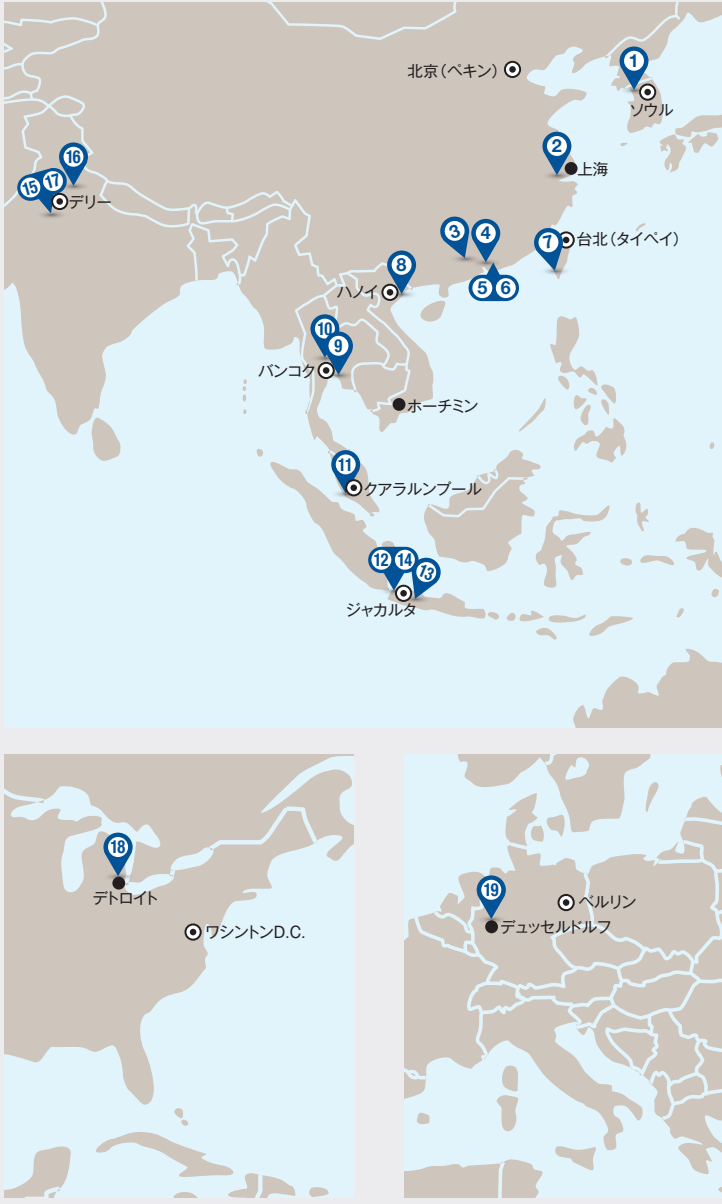 1
北京（ペキン）
ソウル
2
上海
16
15 17
デリー
3
4
7
台北（タイペイ）
8
5 6
ハノイ
10
9
バンコク
ホーチミン
11
クアラルンプール
12 14 13
ジャカルタ
18
デトロイト
ワシントンD.C.
19
ベルリン
デュッセルドルフ